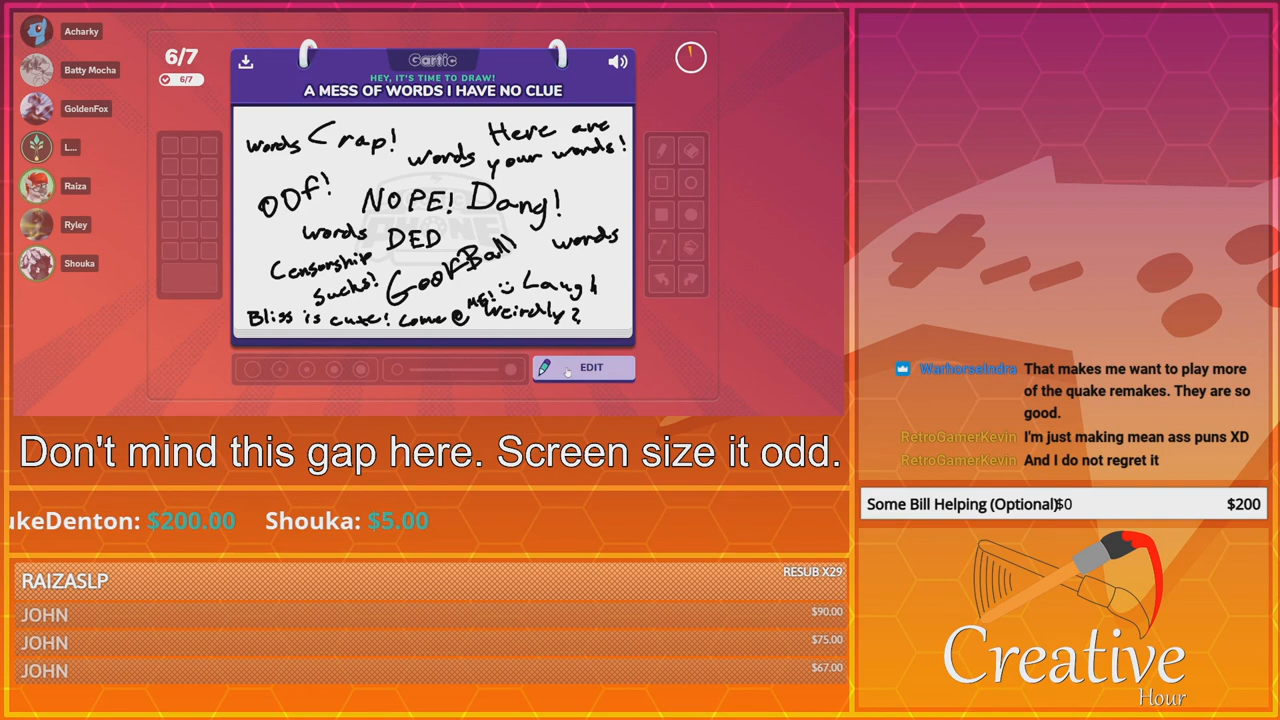 Acharky
Batty Mocha
GoldenFox
L...
Raiza
Ryley
Shouka
6/7
6/7
Gartic
HEY, IT'S TIME TO DRAW!
A MESS OF WORDS I HAVE NO CLUE
words Crap! words Here are
your words!
OOf! NOPE! Dang!
words DED words
Censorship
sucks! GoofBall
Bliss is cute! Come @ me! Laugh
Weirdly?
EDIT
Don't mind this gap here. Screen size it odd.
ukeDenton: $200.00 Shouka: $5.00
RAIZASLP RESUB X29
JOHN $90.00
JOHN $75.00
JOHN $67.00
WarhorseIndra That makes me want to play more
of the quake remakes. They are so
good.
RetroGamerKevin I'm just making mean ass puns XD
RetroGamerKevin And I do not regret it
Some Bill Helping (Optional) $0 $200
Creative
Hour